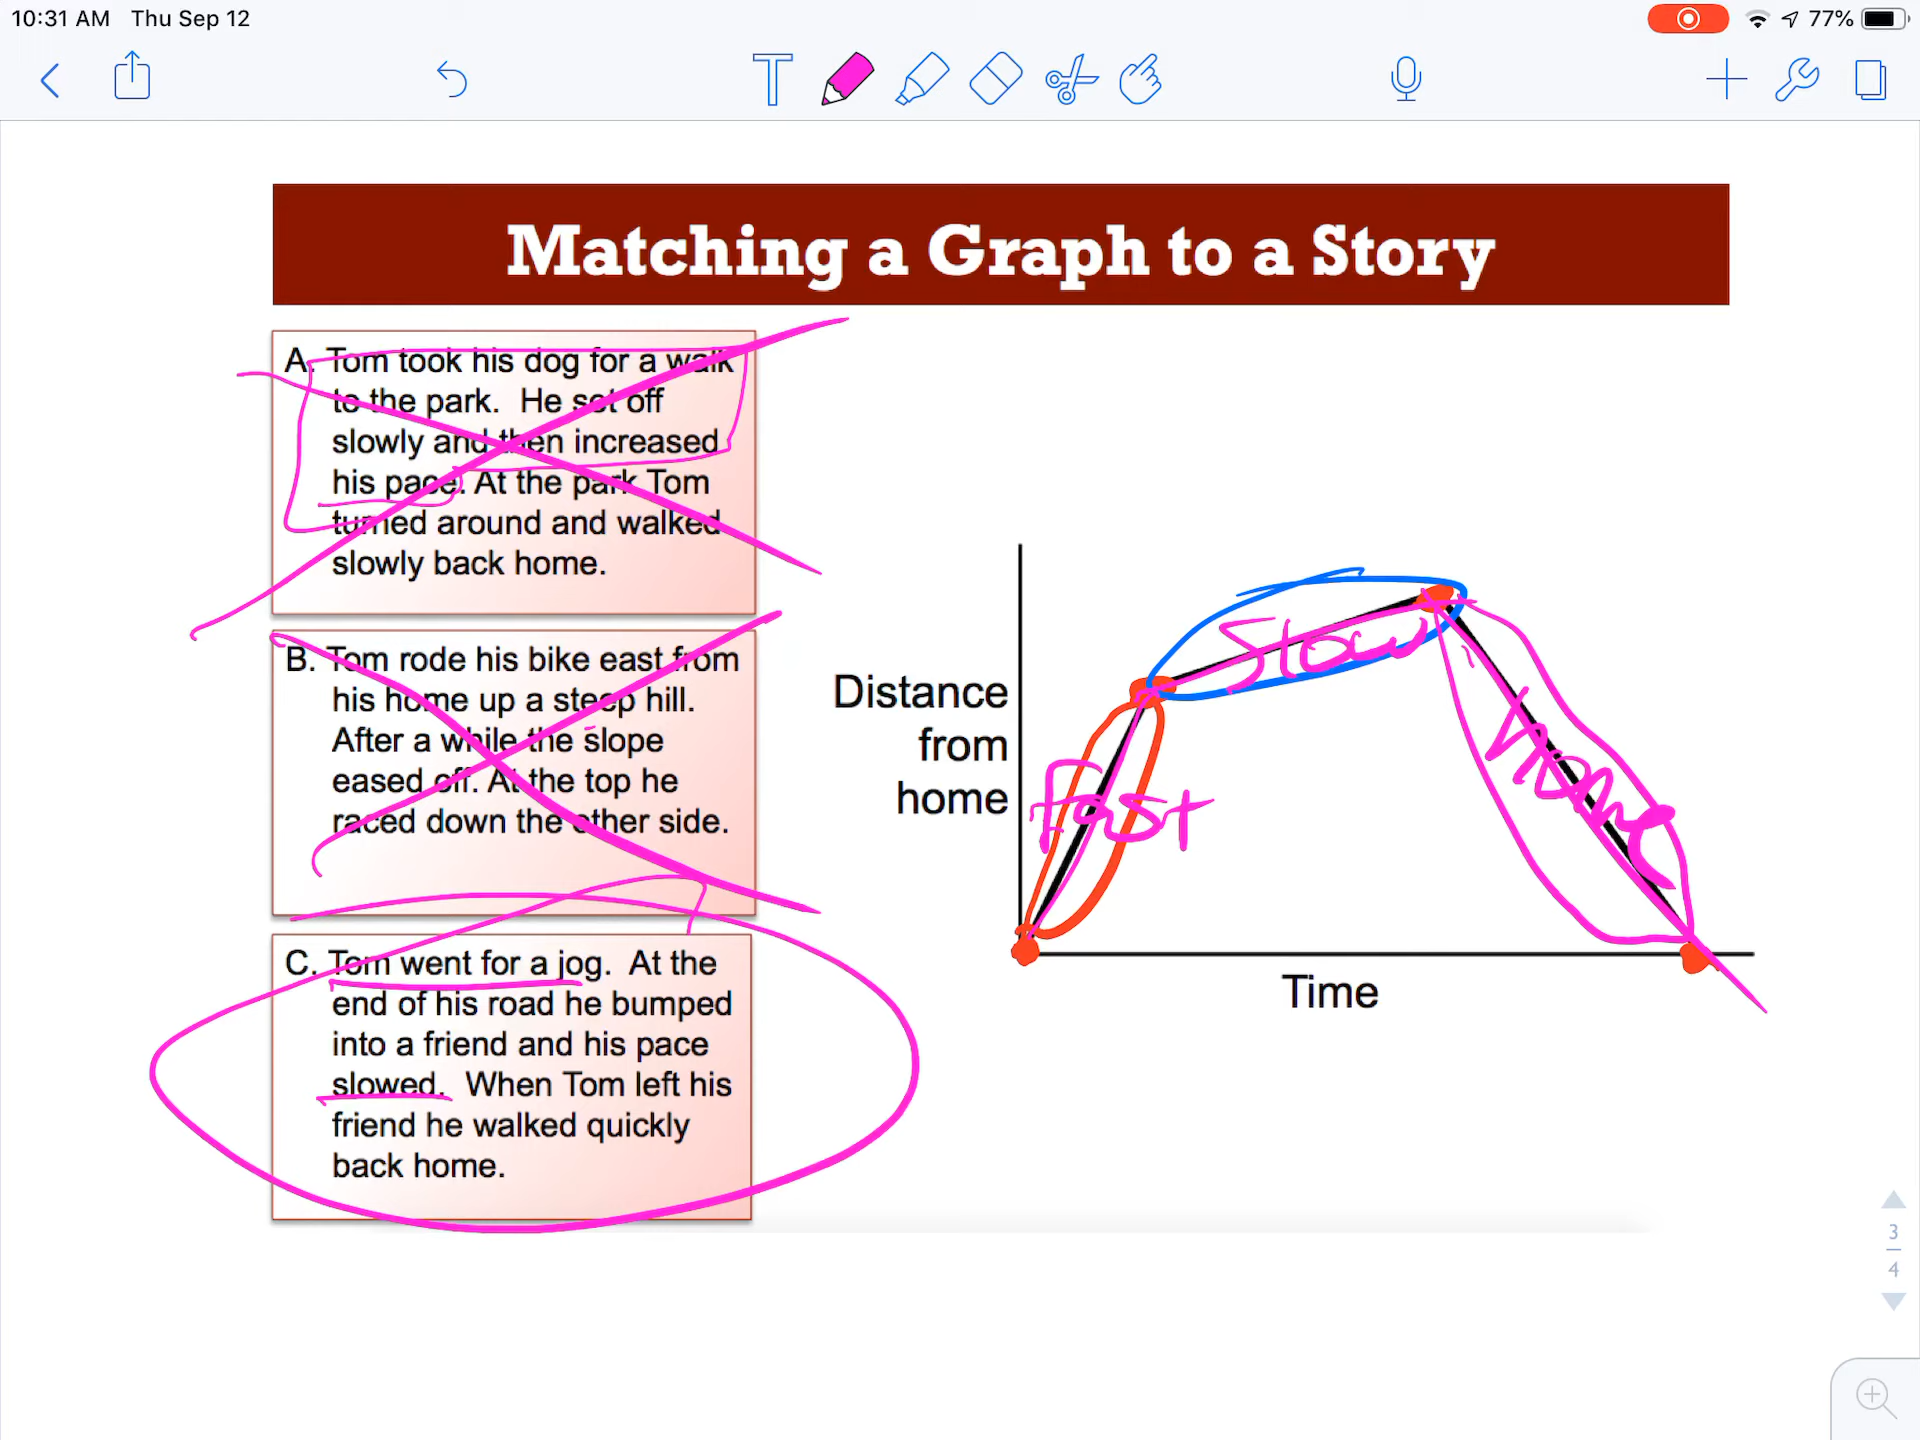 10:31 AM Thu Sep 12
77%
Matching a Graph to a Story
A. Tom took his dog for a walk
to the park. He set off
slowly and then increased
his pace. At the park Tom
turned around and walked
slowly back home.
B. Tom rode his bike east from
his home up a steep hill.
After a while the slope
eased off. At the top he
raced down the other side.
C. Tom went for a jog. At the
end of his road he bumped
into a friend and his pace
slowed. When Tom left his
friend he walked quickly
back home.
Distance
from
home
Slow
Fast
Home
Time
3
4